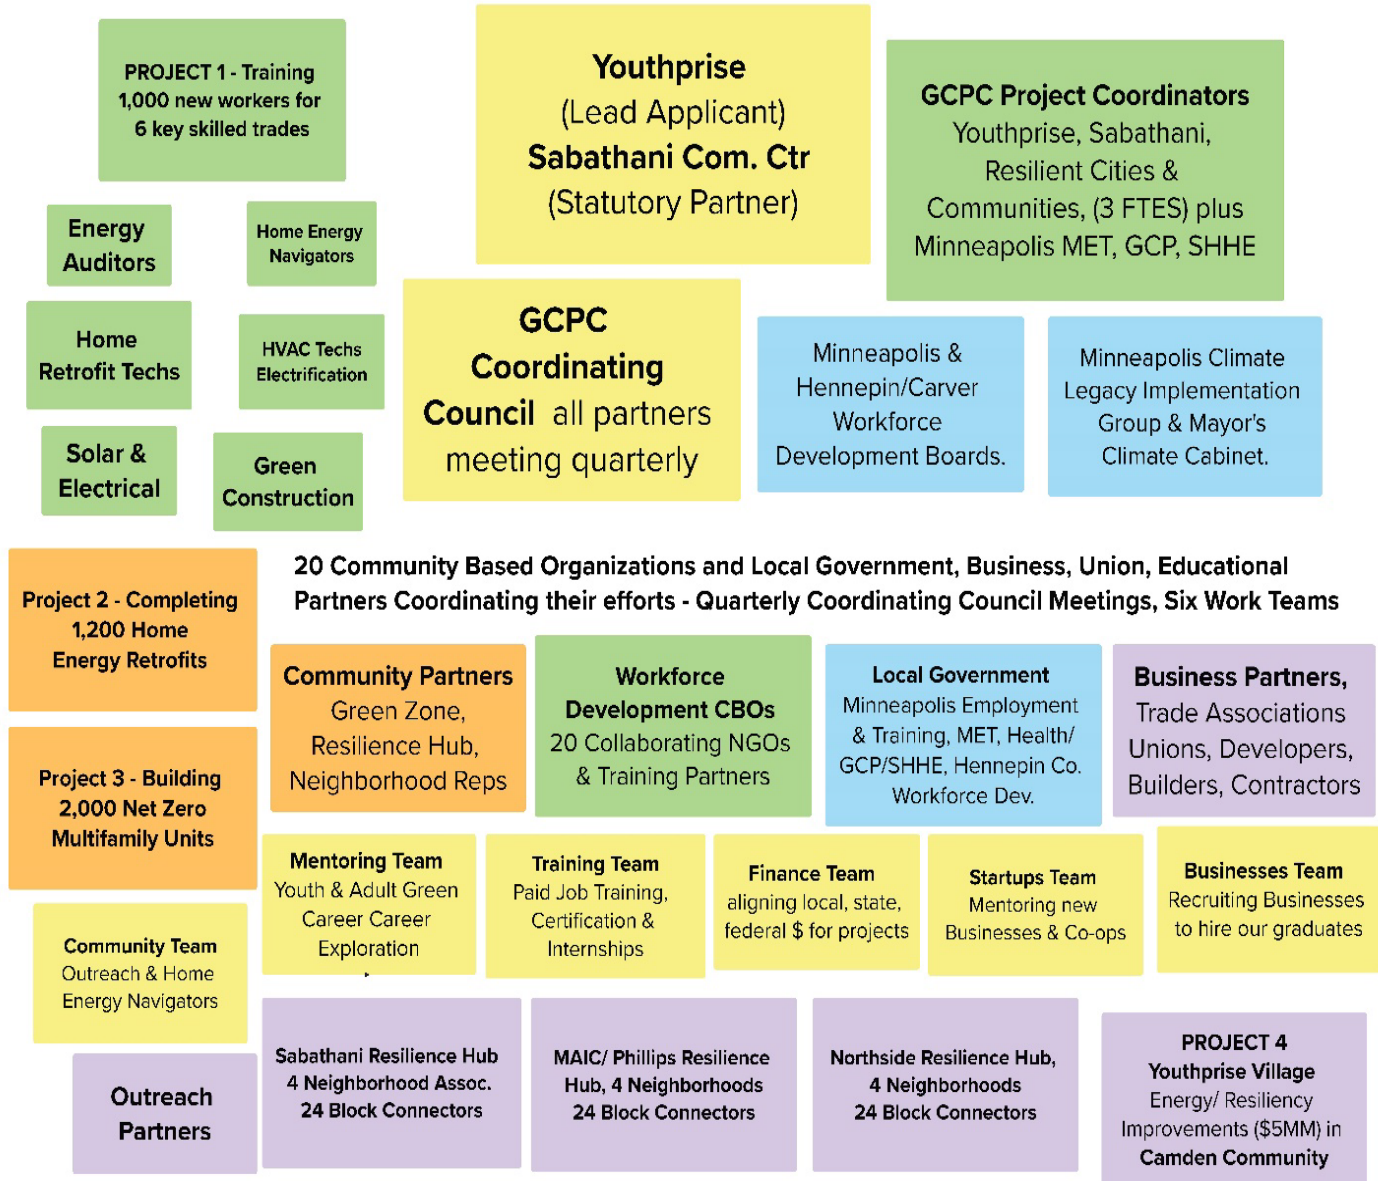 PROJECT 1 - Training
1,000 new workers for
6 key skilled trades
Youthprise
(Lead Applicant)
Sabathani Com. Ctr
(Statutory Partner)
GCPC Project Coordinators
Youthprise, Sabathani,
Resilient Cities &
Communities, (3 FTES) plus
Minneapolis MET, GCP, SHHE
Energy
Auditors
Home Energy
Navigators
Home
Retrofit Techs
HVAC Techs
Electrification
Solar &
Electrical
Green
Construction
GCPC
Coordinating
Council all partners
meeting quarterly
Minneapolis &
Hennepin/Carver
Workforce
Development Boards.
Minneapolis Climate
Legacy Implementation
Group & Mayor's
Climate Cabinet.
20 Community Based Organizations and Local Government, Business, Union, Educational
Partners Coordinating their efforts - Quarterly Coordinating Council Meetings, Six Work Teams
Project 2 - Completing
1,200 Home
Energy Retrofits
Project 3 - Building
2,000 Net Zero
Multifamily Units
Community Partners
Green Zone,
Resilience Hub,
Neighborhood Reps
Workforce
Development CBOs
20 Collaborating NGOs
& Training Partners
Local Government
Minneapolis Employment
& Training, MET, Health/
GCP/SHHE, Hennepin Co.
Workforce Dev.
Business Partners,
Trade Associations
Unions, Developers,
Builders, Contractors
Community Team
Outreach & Home
Energy Navigators
Mentoring Team
Youth & Adult Green
Career Career
Exploration
Training Team
Paid Job Training,
Certification &
Internships
Finance Team
aligning local, state,
federal $ for projects
Startups Team
Mentoring new
Businesses & Co-ops
Businesses Team
Recruiting Businesses
to hire our graduates
Outreach
Partners
Sabathani Resilience Hub
4 Neighborhood Assoc.
24 Block Connectors
MAIC/ Phillips Resilience
Hub, 4 Neighborhoods
24 Block Connectors
Northside Resilience Hub,
4 Neighborhoods
24 Block Connectors
PROJECT 4
Youthprise Village
Energy/ Resiliency
Improvements ($5MM) in
Camden Community